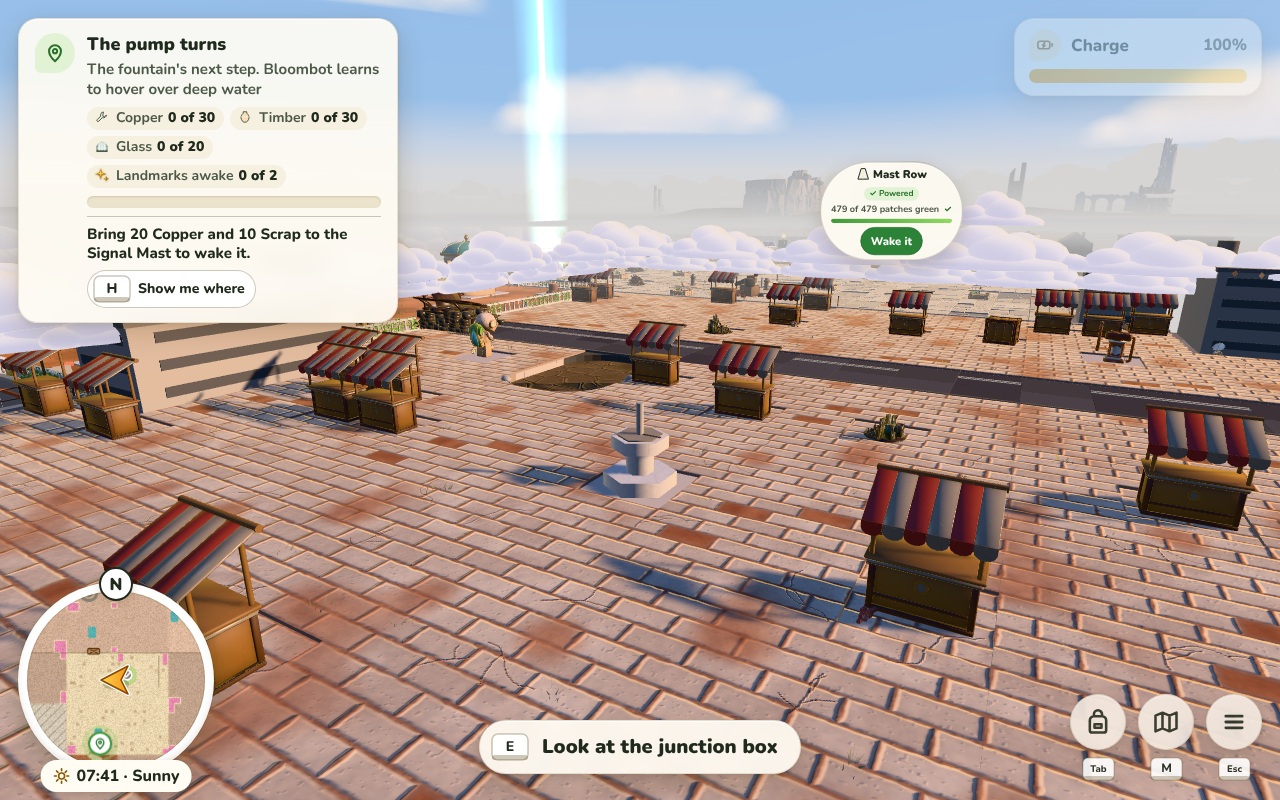 The pump turns
The fountain's next step. Bloombot learns
to hover over deep water
Copper 0 of 30 Timber 0 of 30
Glass 0 of 20
Landmarks awake 0 of 2
Bring 20 Copper and 10 Scrap to the
Signal Mast to wake it.
H Show me where
Charge 100%
Mast Row
✓ Powered
479 of 479 patches green ✓
Wake it
N
07:41 · Sunny
E Look at the junction box
Tab M Esc